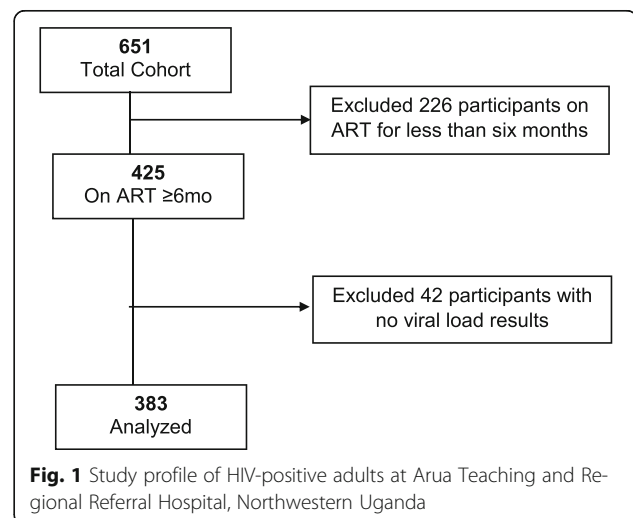 651
Total Cohort
Excluded 226 participants on
ART for less than six months
425
On ART ≥6mo
Excluded 42 participants with
no viral load results
383
Analyzed
Fig. 1 Study profile of HIV-positive adults at Arua Teaching and Re-
gional Referral Hospital, Northwestern Uganda